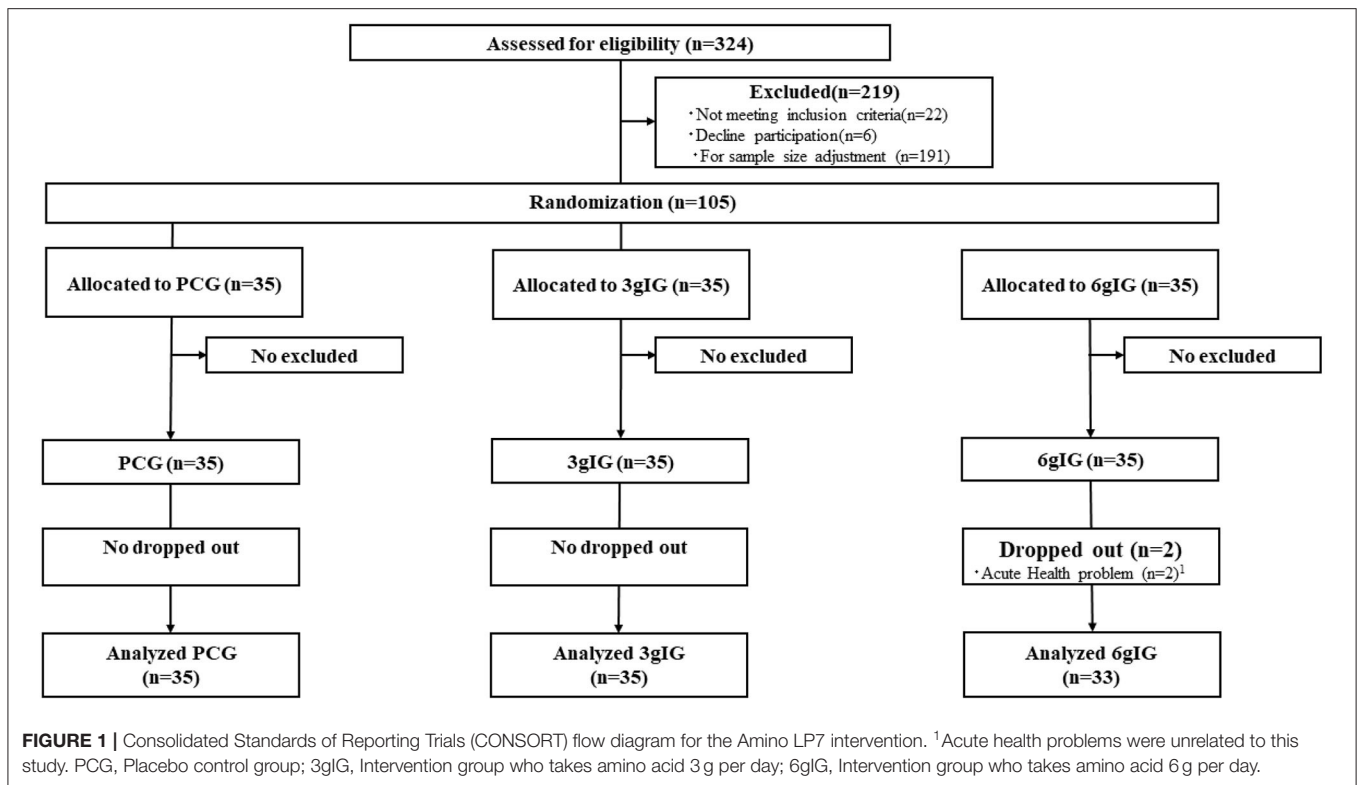 Assessed for eligibility (n=324)
Excluded(n=219)
・Not meeting inclusion criteria(n=22)
・Decline participation(n=6)
・For sample size adjustment (n=191)
Randomization (n=105)
Allocated to PCG (n=35)
Allocated to 3gIG (n=35)
Allocated to 6gIG (n=35)
No excluded
No excluded
No excluded
PCG (n=35)
3gIG (n=35)
6gIG (n=35)
No dropped out
No dropped out
Dropped out (n=2)
・Acute Health problem (n=2)¹
Analyzed PCG
(n=35)
Analyzed 3gIG
(n=35)
Analyzed 6gIG
(n=33)
FIGURE 1 | Consolidated Standards of Reporting Trials (CONSORT) flow diagram for the Amino LP7 intervention. ¹Acute health problems were unrelated to this
study. PCG, Placebo control group; 3gIG, Intervention group who takes amino acid 3 g per day; 6gIG, Intervention group who takes amino acid 6 g per day.